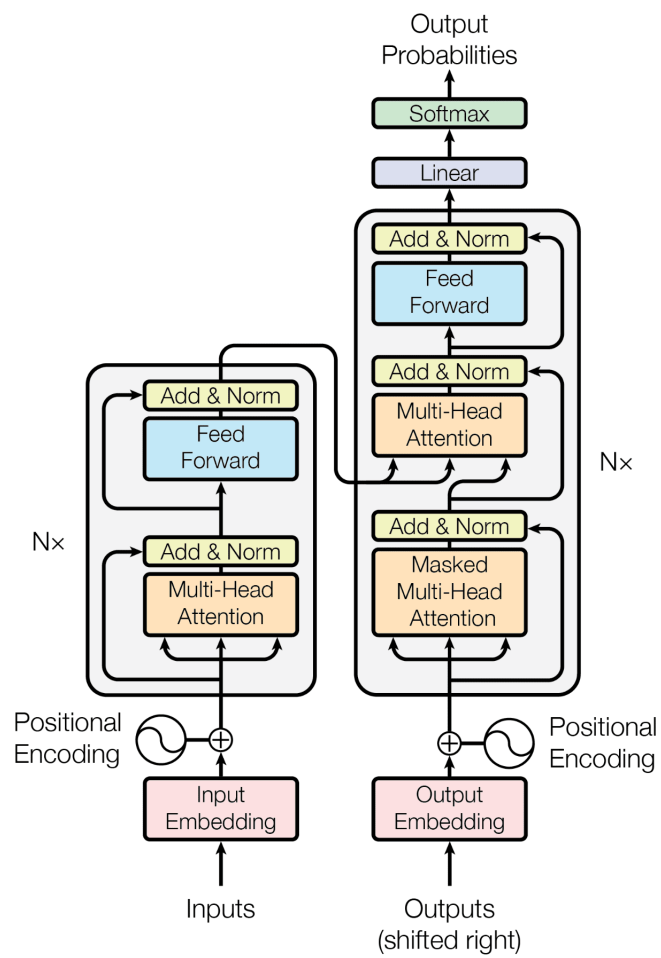 Output
Probabilities
Softmax
Linear
Add & Norm
Feed
Forward
Add & Norm
Multi-Head
Attention
Add & Norm
Masked
Multi-Head
Attention
Nx
Add & Norm
Feed
Forward
Add & Norm
Multi-Head
Attention
N×
Positional
Encoding
Positional
Encoding
Input
Embedding
Output
Embedding
Inputs
Outputs
(shifted right)